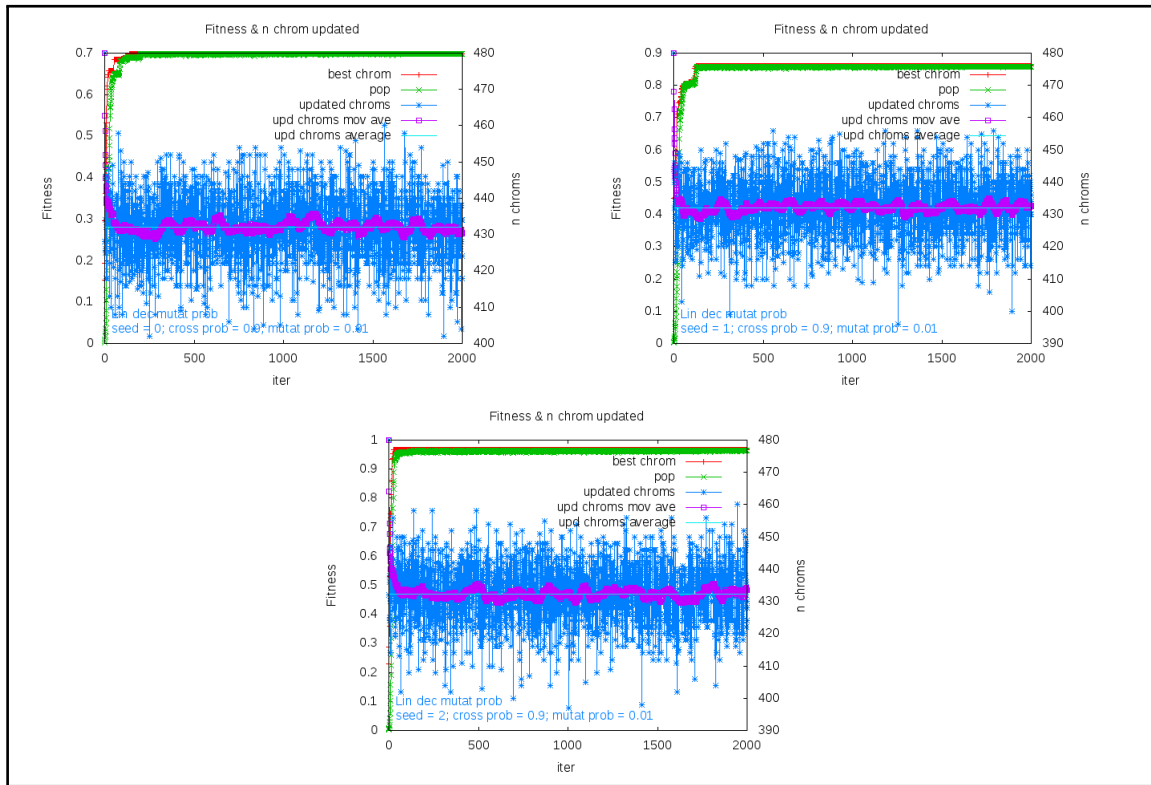 Fitness & n chrom updated
0.7
0.6
0.5
0.4
0.3
0.2
0.1
0
480
470
460
450
440
430
420
410
400
best chrom
pop
updated chroms
upd chroms mov ave
upd chroms average
Fitness
n chroms
Lin dec mutat prob
seed = 0; cross prob = 0.9; mutat prob = 0.01
0 500 1000 1500 2000
iter
Fitness & n chrom updated
0.9
0.8
0.7
0.6
0.5
0.4
0.3
0.2
0.1
0
480
470
460
450
440
430
420
410
400
390
best chrom
pop
updated chroms
upd chroms mov ave
upd chroms average
Fitness
n chroms
Lin dec mutat prob
seed = 1; cross prob = 0.9; mutat prob = 0.01
0 500 1000 1500 2000
iter
Fitness & n chrom updated
1
0.9
0.8
0.7
0.6
0.5
0.4
0.3
0.2
0.1
0
480
470
460
450
440
430
420
410
400
390
best chrom
pop
updated chroms
upd chroms mov ave
upd chroms average
Fitness
n chroms
Lin dec mutat prob
seed = 2; cross prob = 0.9; mutat prob = 0.01
0 500 1000 1500 2000
iter